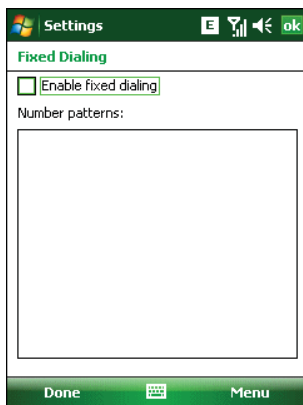 Settings E ok
Fixed Dialing
Enable fixed dialing
Number patterns:
Done Menu